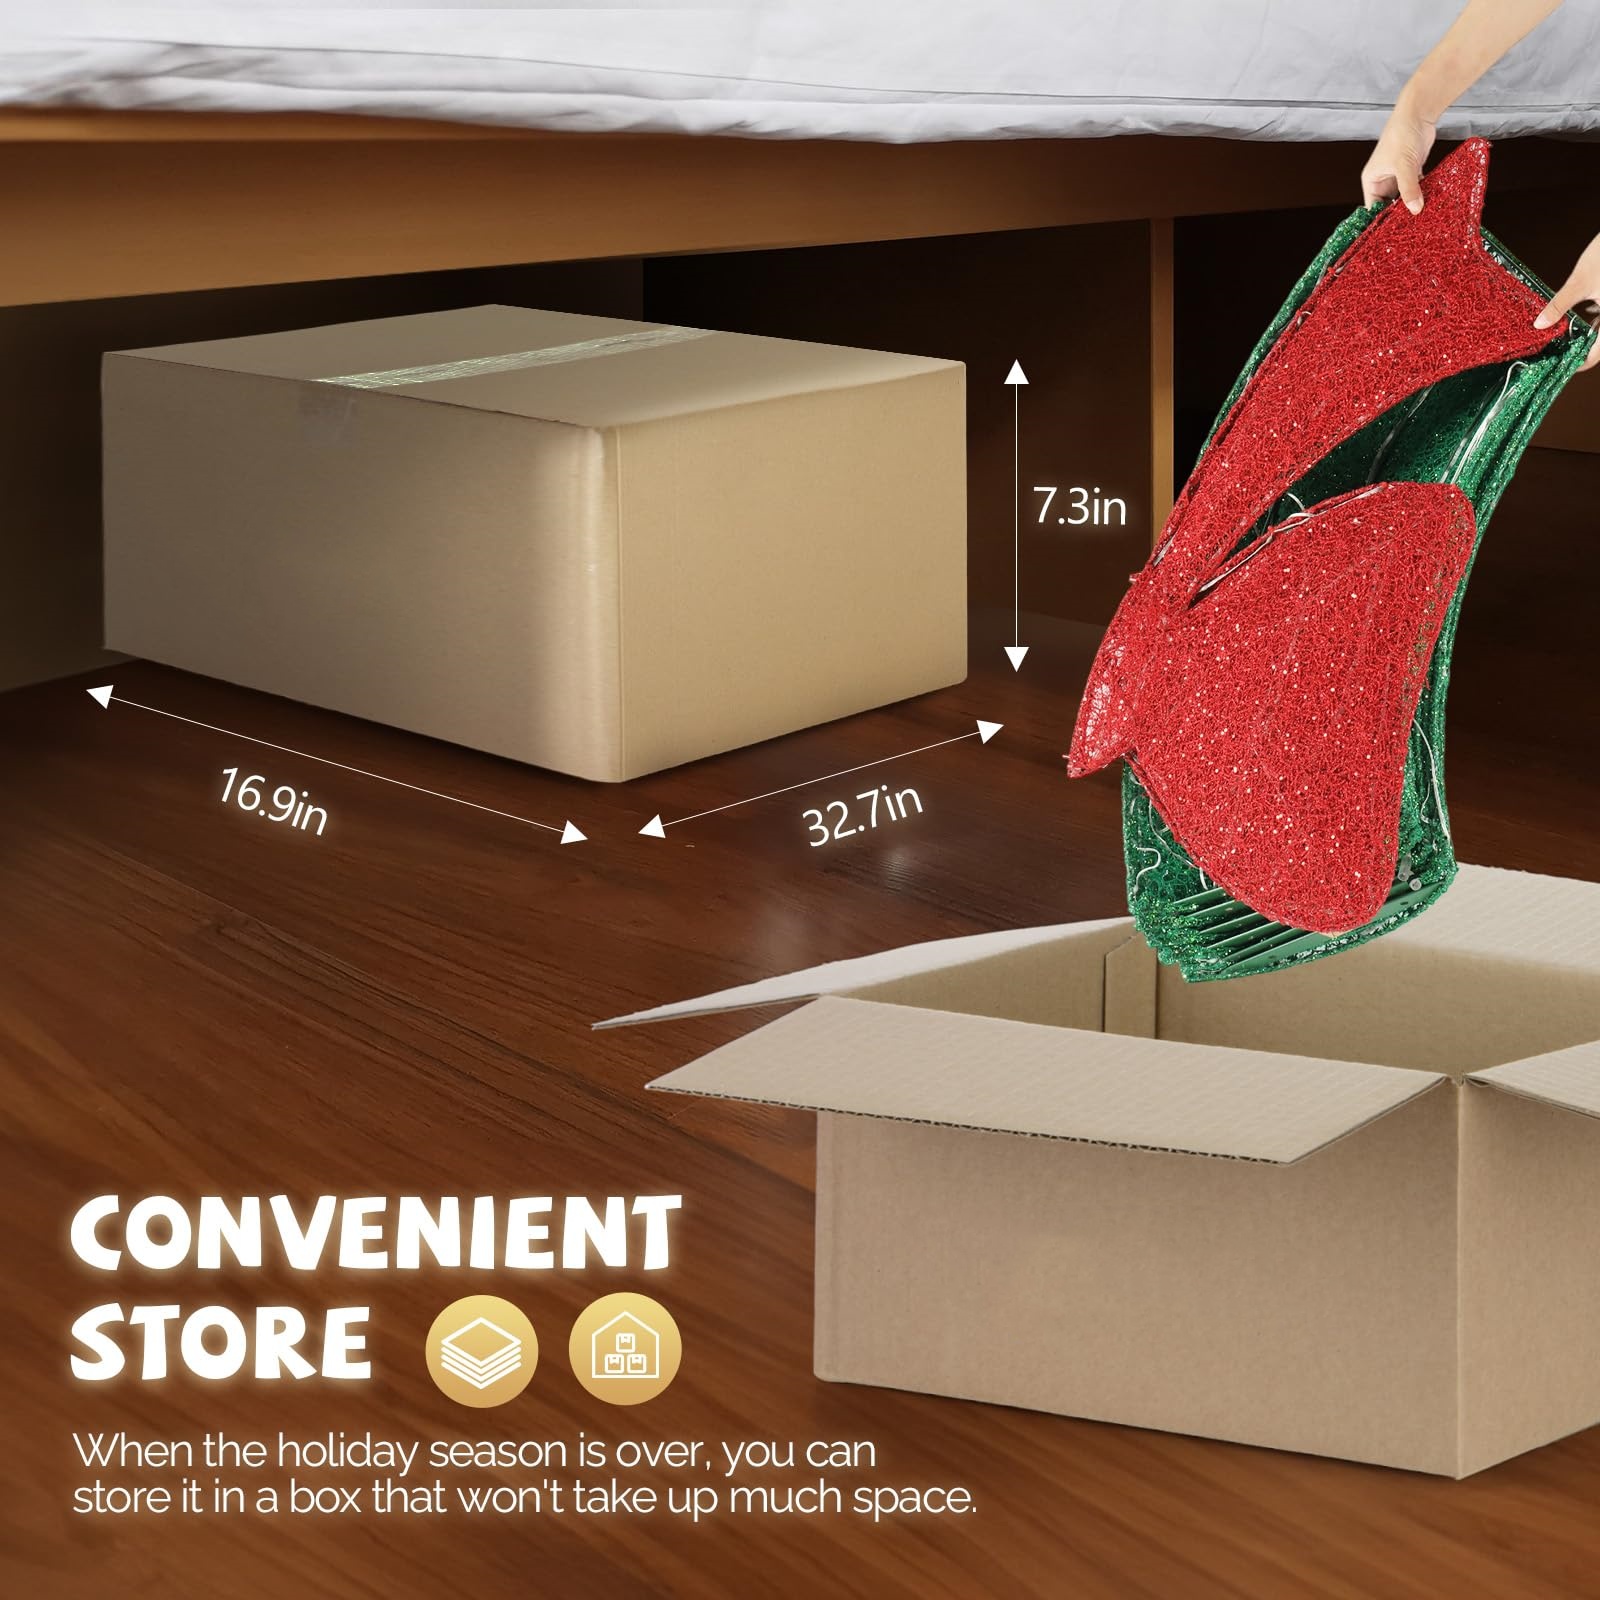 7.3in
16.9in
32.7in
CONVENIENT
STORE
When the holiday season is over, you can
store it in a box that won't take up much space.